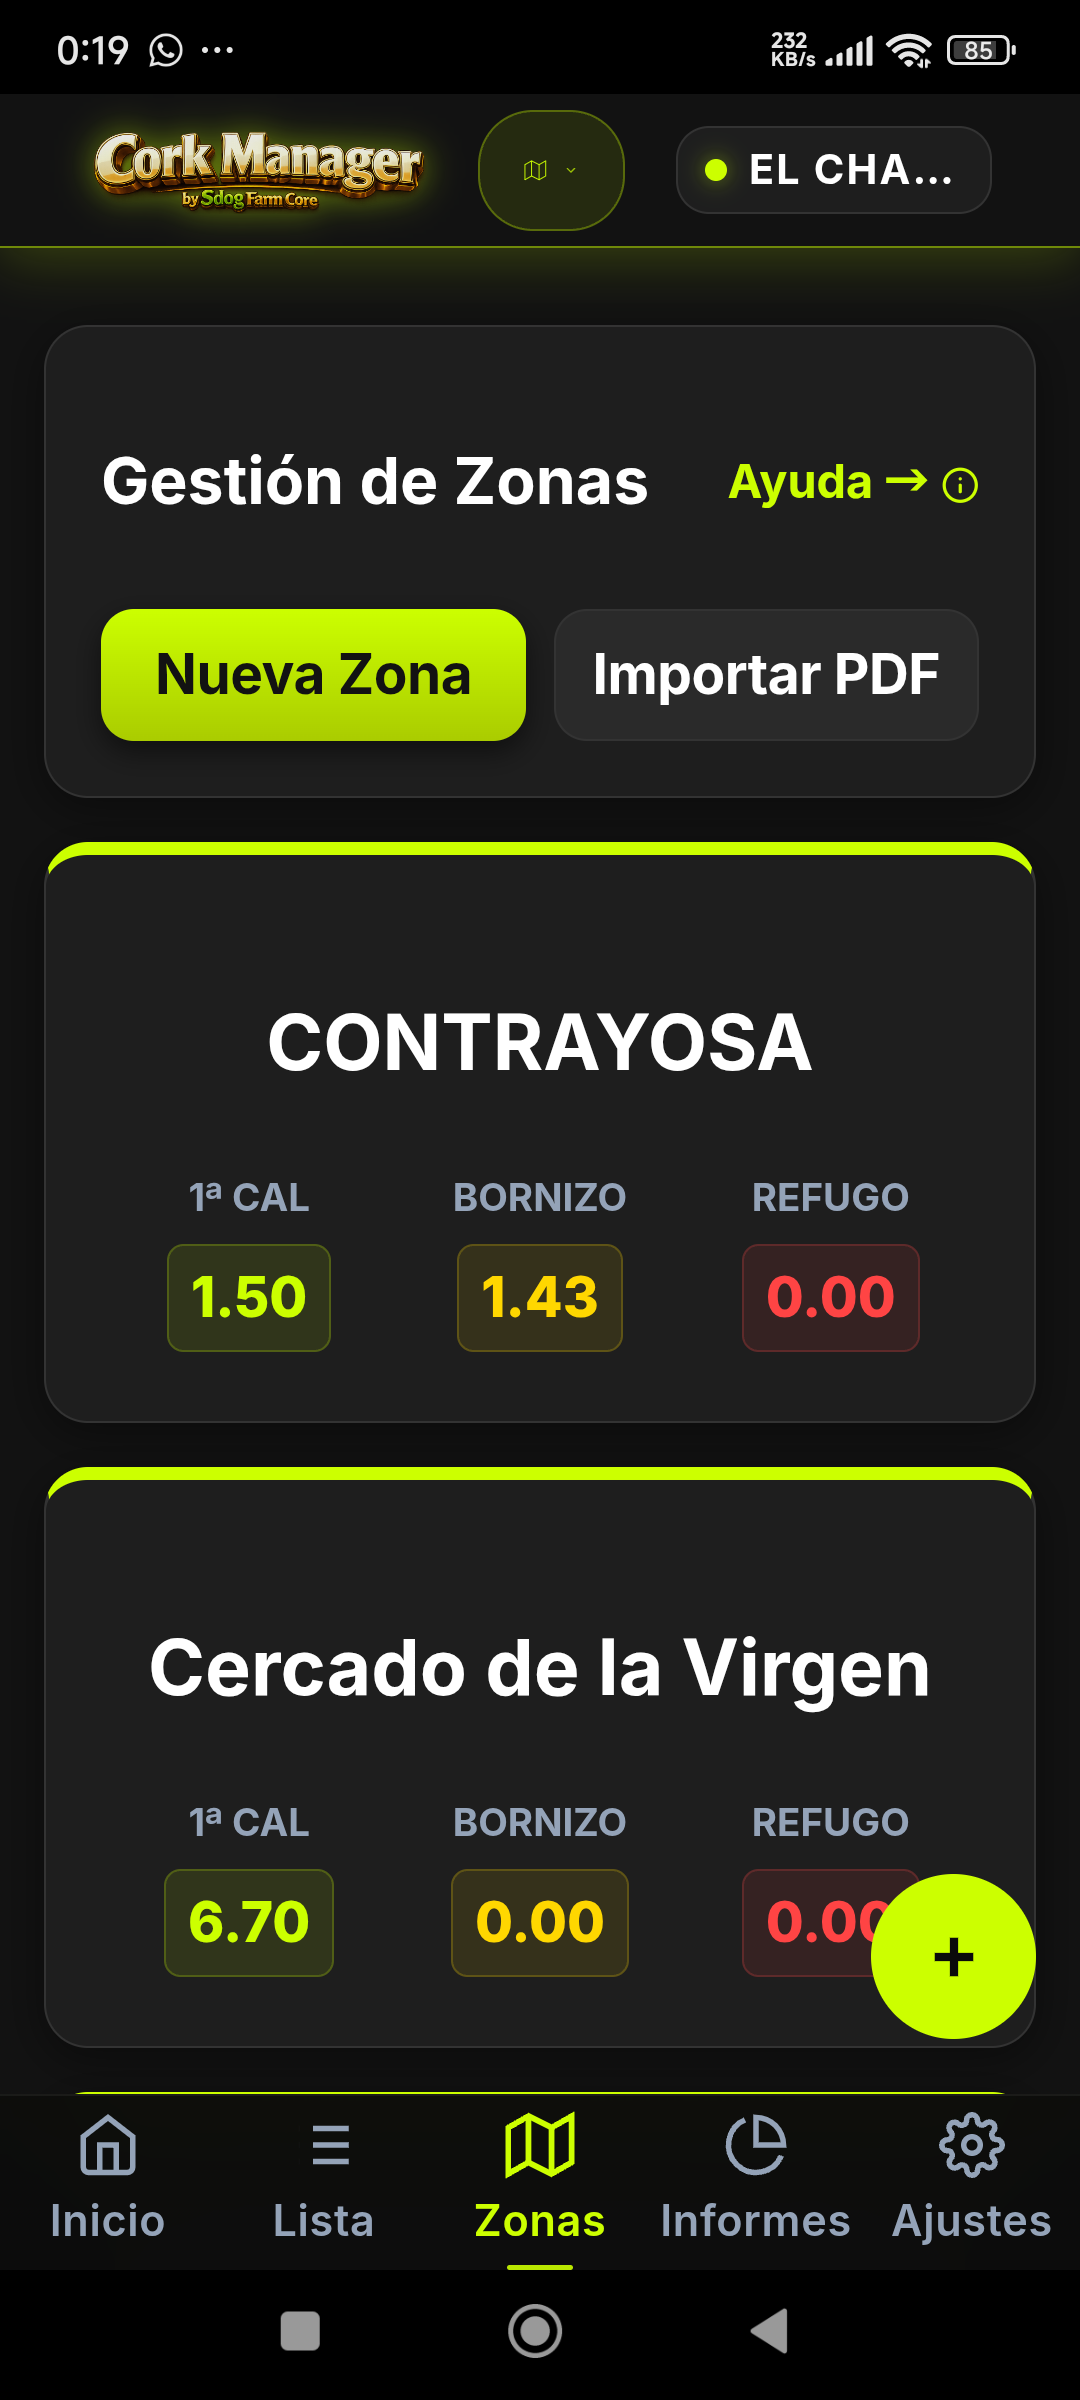 0:19
232
KB/s
85
Cork Manager
by Sdog Farm Core
EL CHA...
Gestión de Zonas
Ayuda →
Nueva Zona
Importar PDF
CONTRAYOSA
1ª CAL
BORNIZO
REFUGO
1.50
1.43
0.00
Cercado de la Virgen
1ª CAL
BORNIZO
REFUGO
6.70
0.00
0.00
+
Inicio
Lista
Zonas
Informes
Ajustes